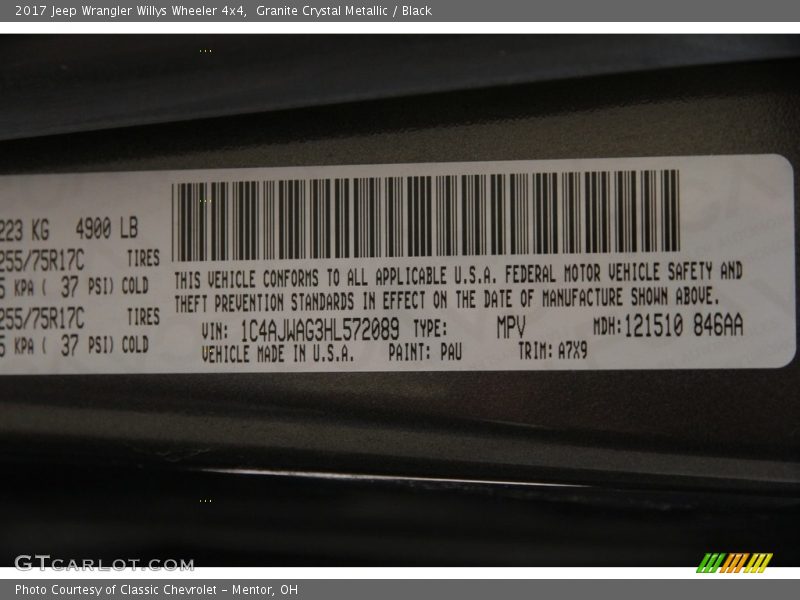 2017 Jeep Wrangler Willys Wheeler 4x4, Granite Crystal Metallic / Black
223 KG 4900 LB
255/75R17C TIRES
5 KPA ( 37 PSI) COLD
255/75R17C TIRES
5 KPA ( 37 PSI) COLD
THIS VEHICLE CONFORMS TO ALL APPLICABLE U.S.A. FEDERAL MOTOR VEHICLE SAFETY AND
THEFT PREVENTION STANDARDS IN EFFECT ON THE DATE OF MANUFACTURE SHOWN ABOVE.
VIN: 1C4AJWAG3HL572089 TYPE: MPV MDH:121510 846AA
VEHICLE MADE IN U.S.A. PAINT: PAU TRIM: A7X9
GTCARLOT.COM
Photo Courtesy of Classic Chevrolet - Mentor, OH